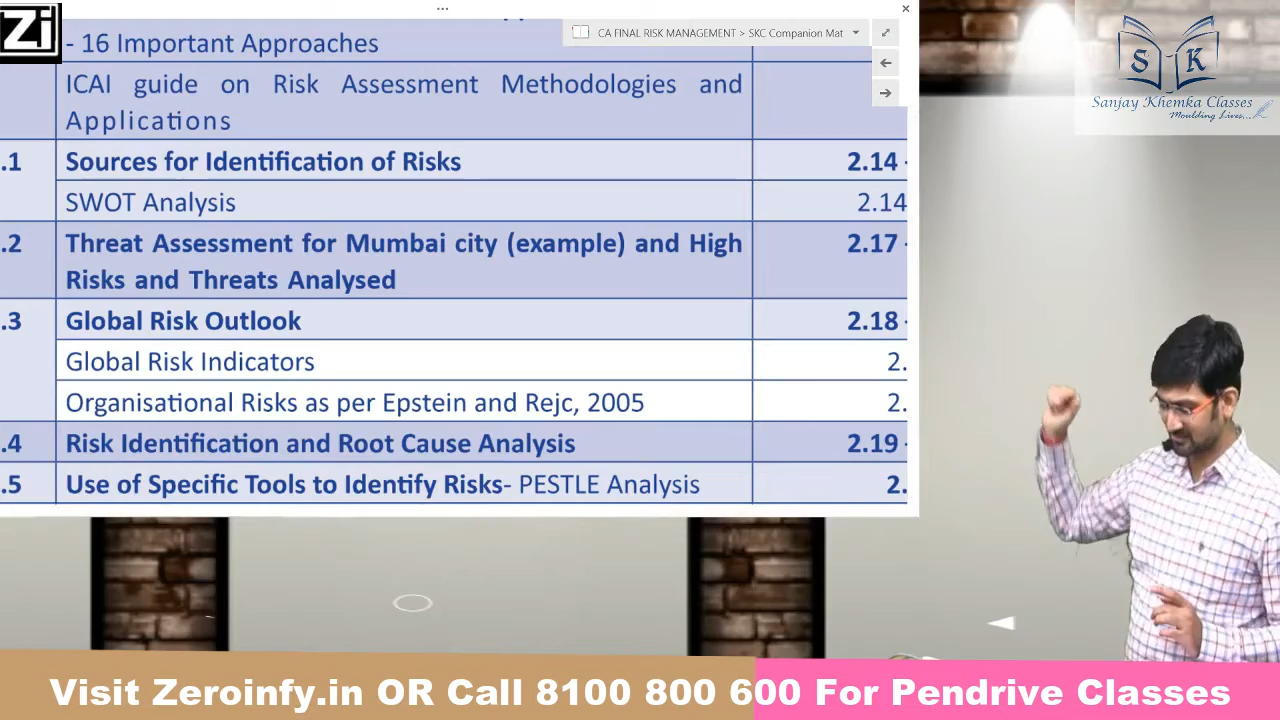 Zi
- 16 Important Approaches
CA FINAL RISK MANAGEMENT > SKC Companion Mat
ICAI guide on Risk Assessment Methodologies and
Applications
.1 Sources for Identification of Risks 2.14 -
SWOT Analysis 2.14
.2 Threat Assessment for Mumbai city (example) and High 2.17 -
Risks and Threats Analysed
.3 Global Risk Outlook 2.18 -
Global Risk Indicators 2.
Organisational Risks as per Epstein and Rejc, 2005 2.
.4 Risk Identification and Root Cause Analysis 2.19 -
.5 Use of Specific Tools to Identify Risks- PESTLE Analysis 2.
S K
Sanjay Khemka Classes
Moulding Lives...
Visit Zeroinfy.in OR Call 8100 800 600 For Pendrive Classes